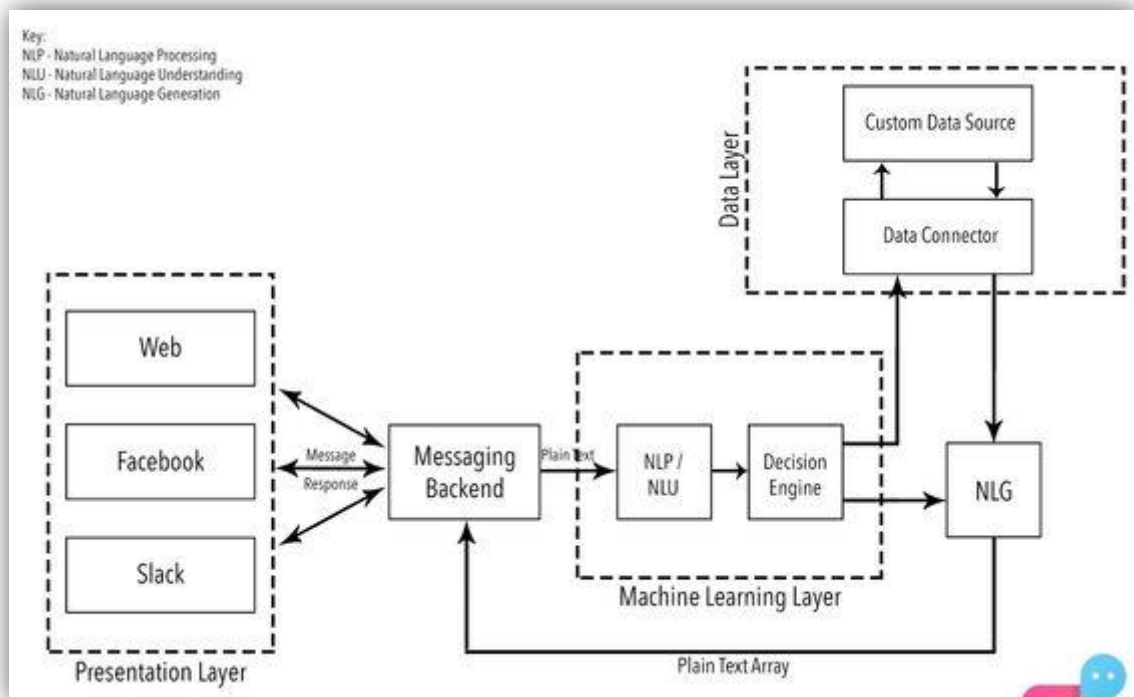 Key:
NLP - Natural Language Processing
NLU - Natural Language Understanding
NLG - Natural Language Generation
Custom Data Source
Data Layer
Data Connector
Web
Facebook
Slack
Presentation Layer
Message
Response
Messaging
Backend
Plain Text
NLP /
NLU
Decision
Engine
Machine Learning Layer
NLG
Plain Text Array